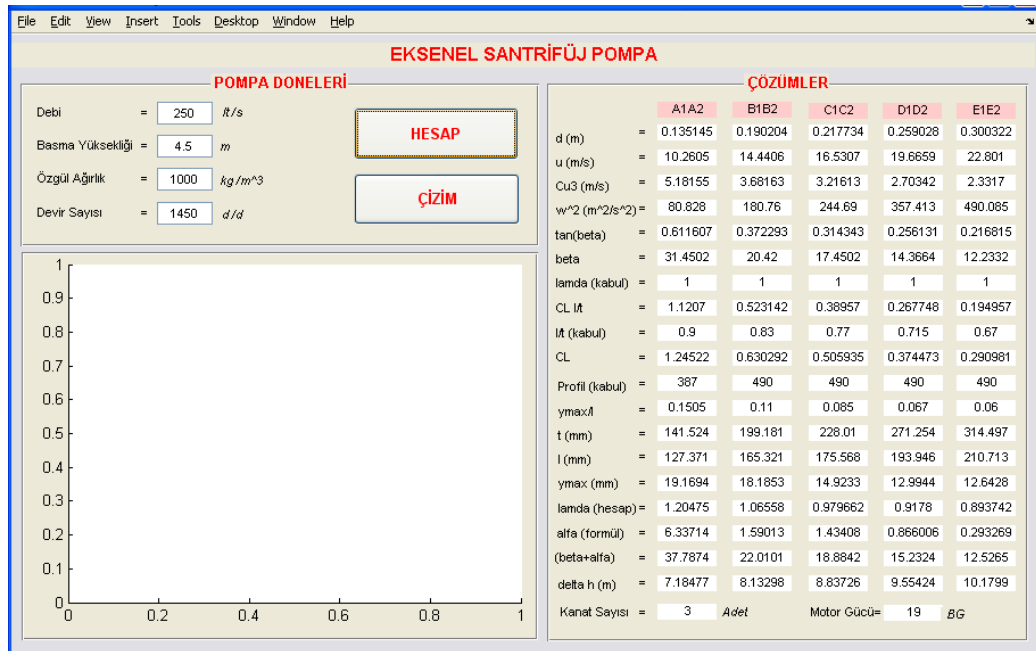 File Edit View Insert Tools Desktop Window Help
EKSENEL SANTRİFÜJ POMPA
POMPA DONELERİ
Debi = 250 lt/s
Basma Yüksekliği = 4.5 m
Özgül Ağırlık = 1000 kg/m^3
Devir Sayısı = 1450 d/d
HESAP
ÇİZİM
1
0.9
0.8
0.7
0.6
0.5
0.4
0.3
0.2
0.1
0
0 0.2 0.4 0.6 0.8 1
ÇÖZÜMLER
A1A2 B1B2 C1C2 D1D2 E1E2
d (m) = 0.135145 0.190204 0.217734 0.259028 0.300322
u (m/s) = 10.2605 14.4406 16.5307 19.6659 22.801
Cu3 (m/s) = 5.18155 3.68163 3.21613 2.70342 2.3317
w^2 (m^2/s^2) = 80.828 180.76 244.69 357.413 490.085
tan(beta) = 0.611607 0.372293 0.314343 0.256131 0.216815
beta = 31.4502 20.42 17.4502 14.3664 12.2332
lamda (kabul) = 1 1 1 1 1
CL l/t = 1.1207 0.523142 0.38957 0.267748 0.194957
l/t (kabul) = 0.9 0.83 0.77 0.715 0.67
CL = 1.24522 0.630292 0.505935 0.374473 0.290981
Profil (kabul) = 387 490 490 490 490
ymax/l = 0.1505 0.11 0.085 0.067 0.06
t (mm) = 141.524 199.181 228.01 271.254 314.497
l (mm) = 127.371 165.321 175.568 193.946 210.713
ymax (mm) = 19.1694 18.1853 14.9233 12.9944 12.6428
lamda (hesap) = 1.20475 1.06558 0.979662 0.9178 0.893742
alfa (formül) = 6.33714 1.59013 1.43408 0.866006 0.293269
(beta+alfa) = 37.7874 22.0101 18.8842 15.2324 12.5265
delta h (m) = 7.18477 8.13298 8.83726 9.55424 10.1799
Kanat Sayısı = 3 Adet Motor Gücü= 19 BG